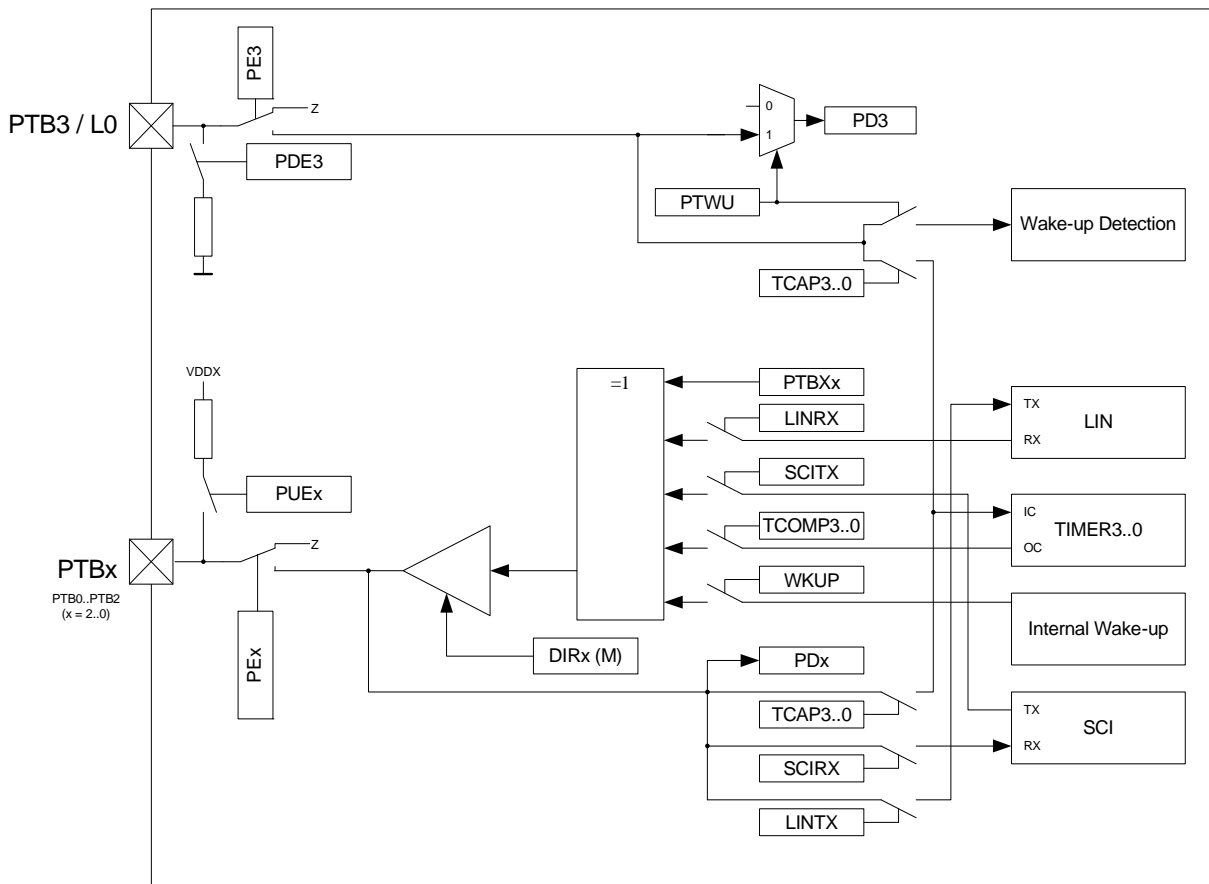 PE3
Z
PTB3 / L0
0
1
PD3
PDE3
PTWU
Wake-up Detection
TCAP3..0
VDDX
=1
PTBXx
LINRX
TX
RX
LIN
SCITX
PUEx
TCOMP3..0
IC
OC
TIMER3..0
Z
PTBx
PTB0..PTB2
(x = 2..0)
WKUP
Internal Wake-up
PEx
DIRx (M)
PDx
TCAP3..0
TX
RX
SCI
SCIRX
LINTX